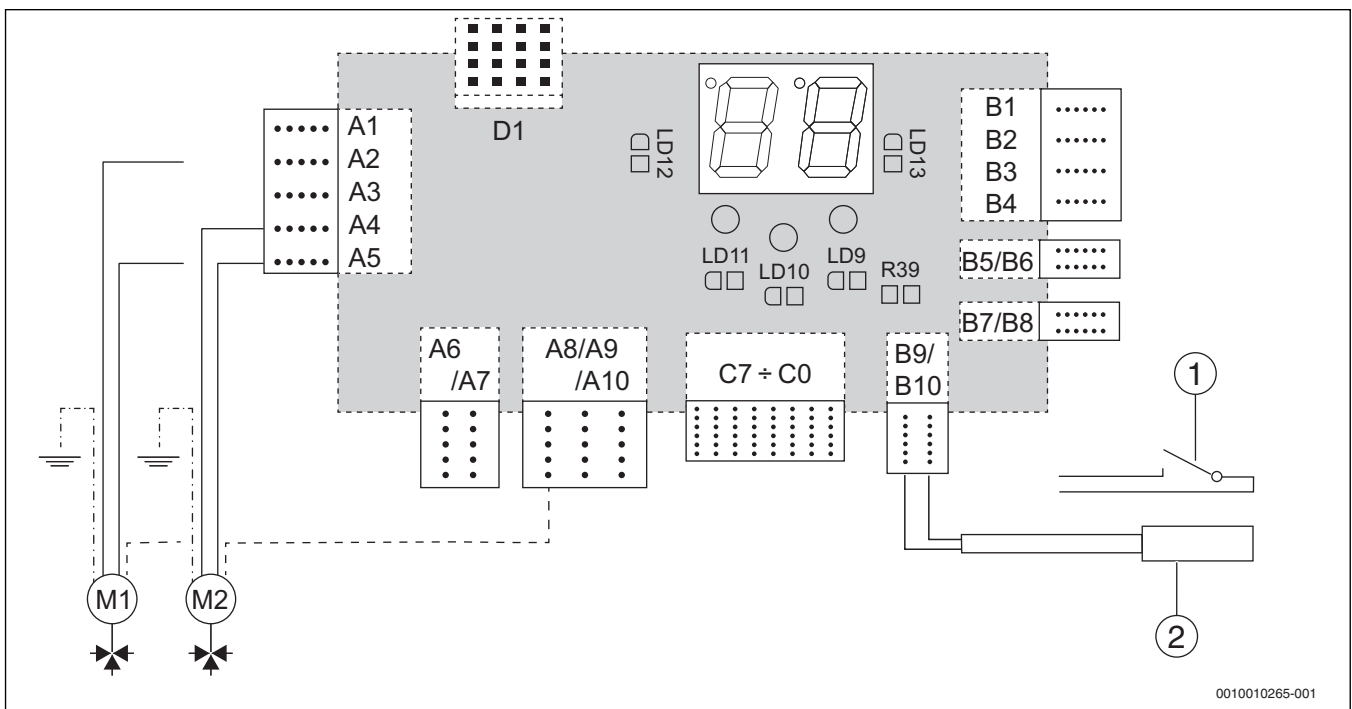 D1
A1
A2
A3
A4
A5
LD12
LD13
B1
B2
B3
B4
LD11
LD10
LD9
R39
B5/B6
B7/B8
A6
/A7
A8/A9
/A10
C7 ÷ C0
B9/
B10
1
M1
M2
2
0010010265-001